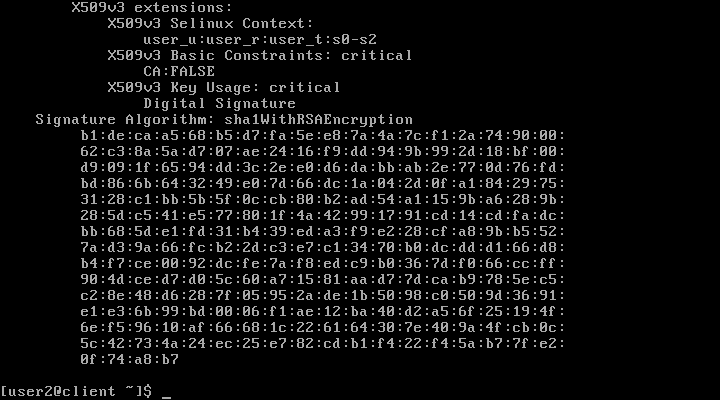 X509v3 extensions:
X509v3 Selinux Context:
user_u:user_r:user_t:s0-s2
X509v3 Basic Constraints: critical
CA:FALSE
X509v3 Key Usage: critical
Digital Signature
Signature Algorithm: sha1WithRSAEncryption
b1:de:ca:a5:68:b5:d7:fa:5e:e8:7a:4a:7c:f1:2a:74:90:00:
62:c3:8a:5a:d7:07:ae:24:16:f9:dd:94:9b:99:2d:18:bf:00:
d9:09:1f:65:94:dd:3c:2e:e0:d6:da:bb:ab:2e:77:0d:76:fd:
bd:86:6b:64:32:49:e0:7d:66:dc:1a:04:2d:0f:a1:84:29:75:
31:28:c1:bb:5b:5f:0c:cb:80:b2:ad:54:a1:15:9b:a6:28:9b:
28:5d:c5:41:e5:77:80:1f:4a:42:99:17:91:cd:14:cd:fa:dc:
bb:68:5d:e1:fd:31:b4:39:ed:a3:f9:e2:28:cf:a8:9b:b5:52:
7a:d3:9a:66:fc:b2:2d:c3:e7:c1:34:70:b0:dc:dd:d1:66:d8:
b4:f7:ce:00:92:dc:fe:7a:f8:ed:c9:b0:36:7d:f0:66:cc:ff:
90:4d:ce:d7:d0:5c:60:a7:15:81:aa:d7:7d:ca:b9:78:5e:c5:
c2:8e:48:d6:28:7f:05:95:2a:de:1b:50:98:c0:50:9d:36:91:
e1:e3:6b:99:bd:00:06:f1:ae:12:ba:40:d2:a5:6f:25:19:4f:
6e:f5:96:10:af:66:68:1c:22:61:64:30:7e:40:9a:4f:cb:0c:
5c:42:73:4a:24:ec:25:e7:82:cd:b1:f4:22:f4:5a:b7:7f:e2:
0f:74:a8:b7
[user2@client ~]$ _